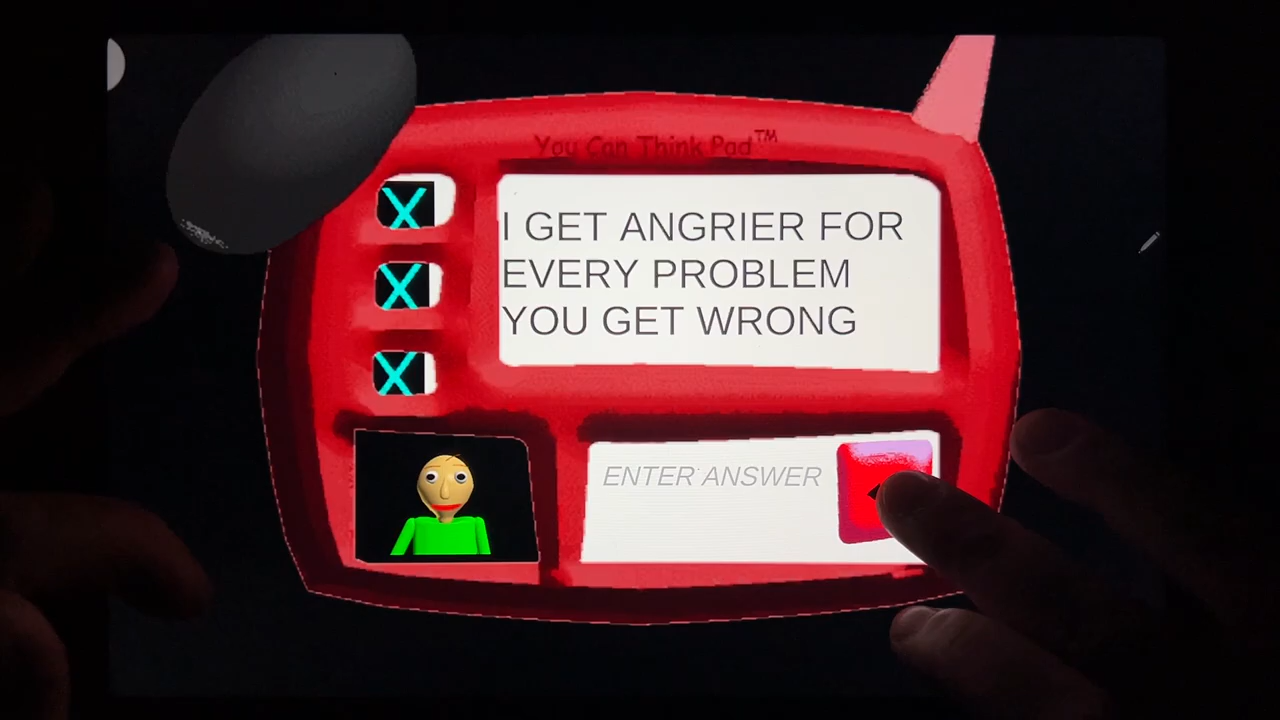 You Can Think Pad™
X
I GET ANGRIER FOR
EVERY PROBLEM
YOU GET WRONG
X
X
ENTER ANSWER